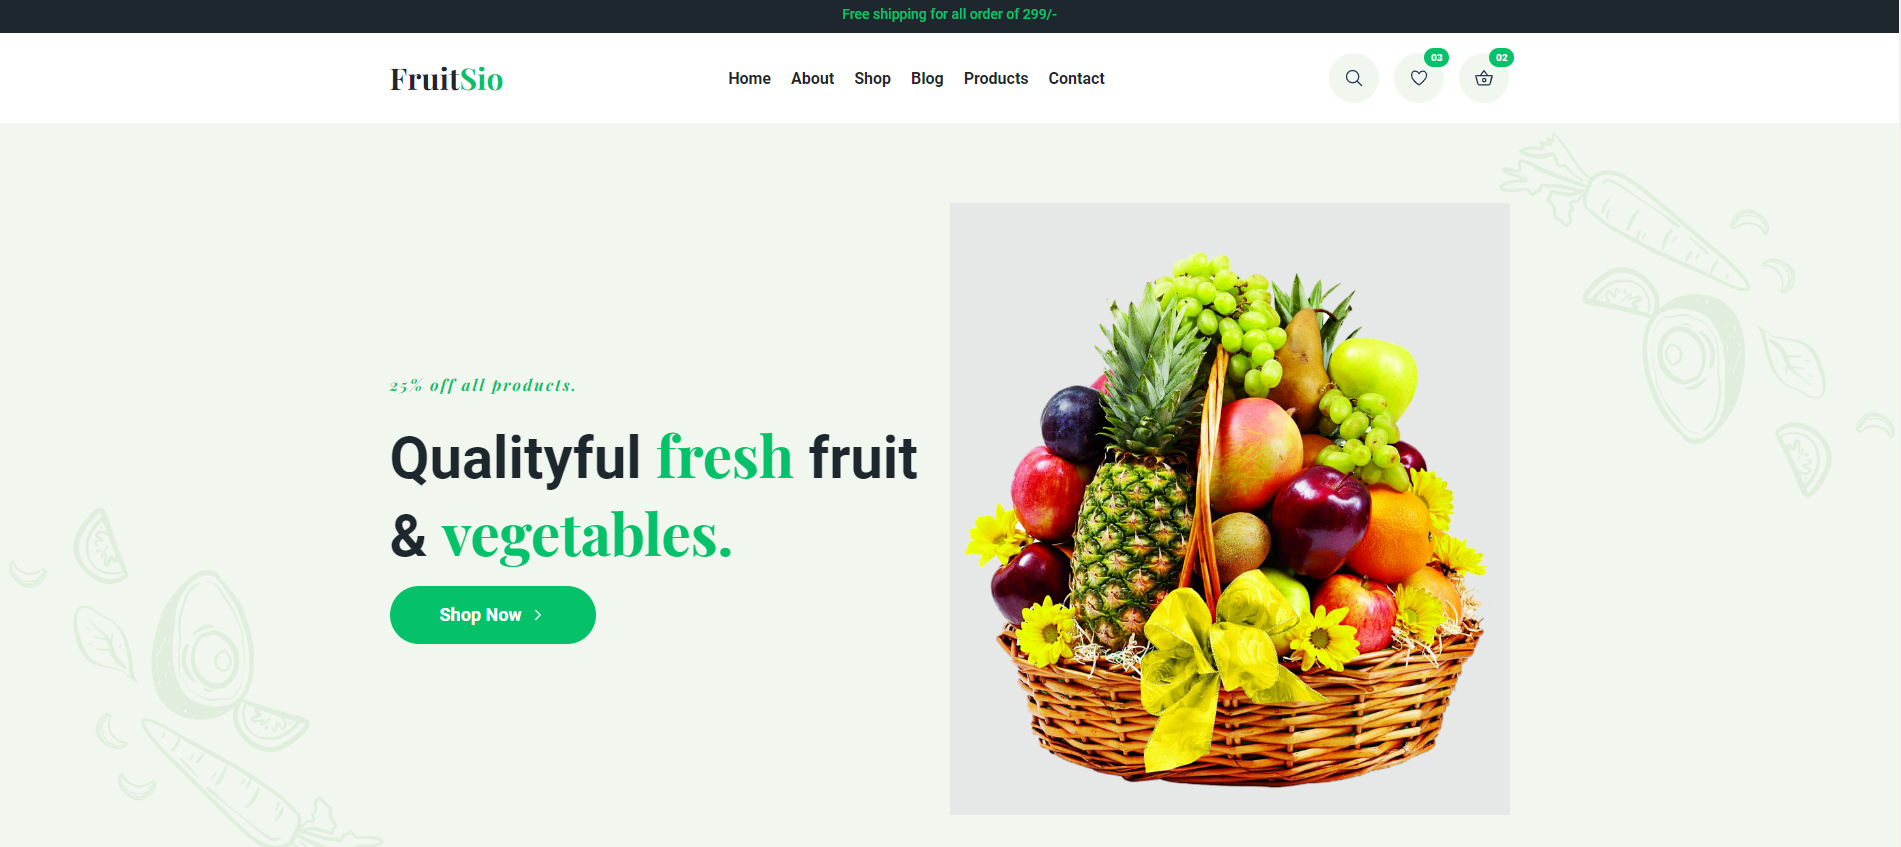 Free shipping for all order of 299/-
FruitSio
Home About Shop Blog Products Contact
03
02
25% off all products.
Qualityful fresh fruit
& vegetables.
Shop Now